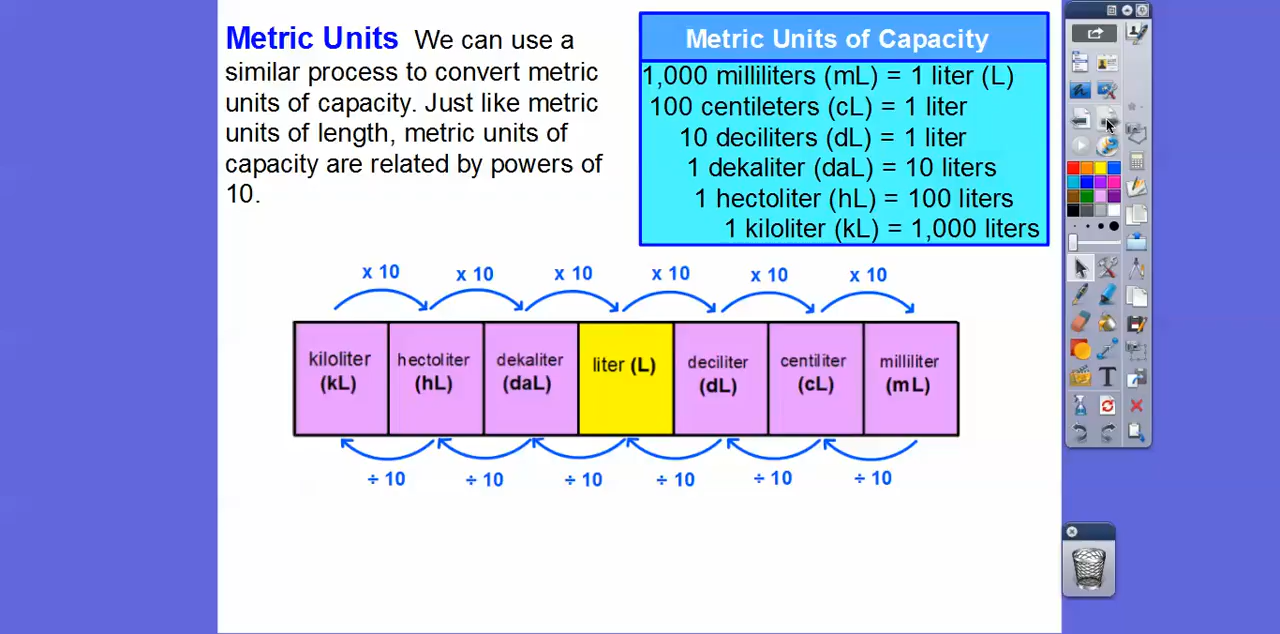 Metric Units We can use a
similar process to convert metric
units of capacity. Just like metric
units of length, metric units of
capacity are related by powers of
10.
Metric Units of Capacity
1,000 milliliters (mL) = 1 liter (L)
100 centileters (cL) = 1 liter
10 deciliters (dL) = 1 liter
1 dekaliter (daL) = 10 liters
1 hectoliter (hL) = 100 liters
1 kiloliter (kL) = 1,000 liters
x 10 x 10 x 10 x 10 x 10 x 10
kiloliter hectoliter dekaliter liter (L) deciliter centiliter milliliter
(kL) (hL) (daL) (dL) (cL) (mL)
÷ 10 ÷ 10 ÷ 10 ÷ 10 ÷ 10 ÷ 10